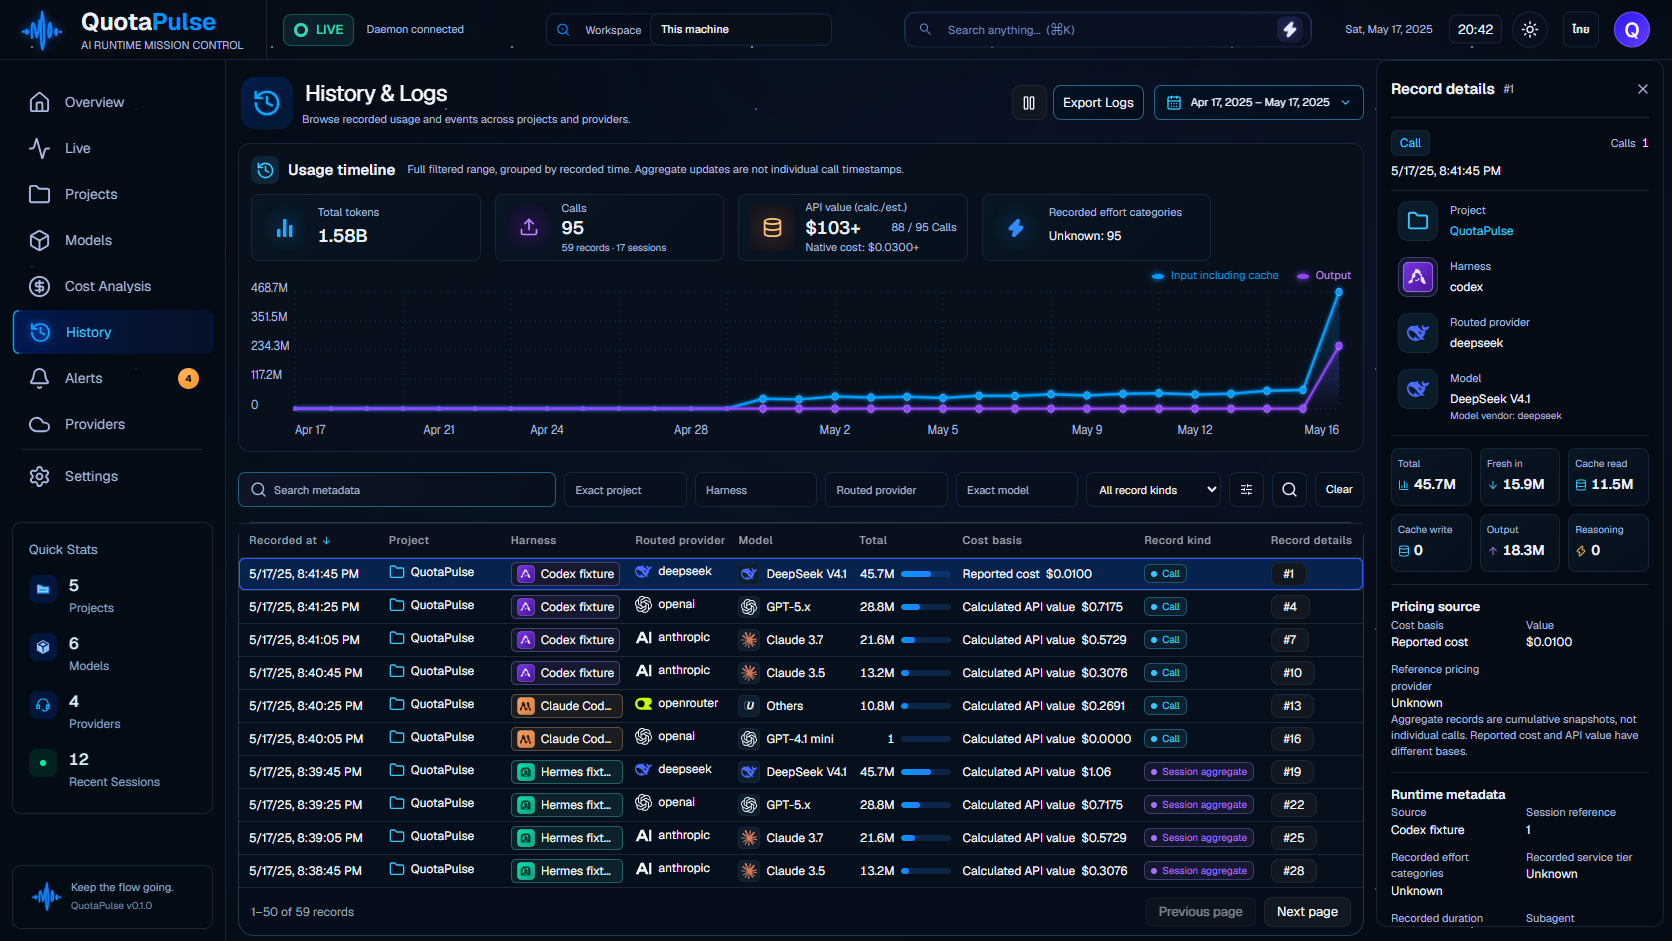 QuotaPulse
AI RUNTIME MISSION CONTROL
LIVE
Daemon connected
Workspace
This machine
Search anything... (⌘K)
Sat, May 17, 2025
20:42
ไทย
Q
Overview
Live
Projects
Models
Cost Analysis
History
Alerts
4
Providers
Settings
Quick Stats
5
Projects
6
Models
4
Providers
12
Recent Sessions
Keep the flow going.
QuotaPulse v0.1.0
History & Logs
Browse recorded usage and events across projects and providers.
Export Logs
Apr 17, 2025 – May 17, 2025
Usage timeline
Full filtered range, grouped by recorded time. Aggregate updates are not individual call timestamps.
Total tokens
1.58B
Calls
95
59 records · 17 sessions
API value (calc./est.)
$103+
88 / 95 Calls
Native cost: $0.0300+
Recorded effort categories
Unknown: 95
Input including cache
Output
468.7M
351.5M
234.3M
117.2M
0
Apr 17
Apr 21
Apr 24
Apr 28
May 2
May 5
May 9
May 12
May 16
Search metadata
Exact project
Harness
Routed provider
Exact model
All record kinds
Clear
Recorded at ↓ Project Harness Routed provider Model Total Cost basis Record kind Record details
5/17/25, 8:41:45 PM QuotaPulse Codex fixture deepseek DeepSeek V4.1 45.7M Reported cost $0.0100 Call #1
5/17/25, 8:41:25 PM QuotaPulse Codex fixture openai GPT-5.x 28.8M Calculated API value $0.7175 Call #4
5/17/25, 8:41:05 PM QuotaPulse Codex fixture AI anthropic Claude 3.7 21.6M Calculated API value $0.5729 Call #7
5/17/25, 8:40:45 PM QuotaPulse Codex fixture AI anthropic Claude 3.5 13.2M Calculated API value $0.3076 Call #10
5/17/25, 8:40:25 PM QuotaPulse Claude Cod... openrouter Others 10.8M Calculated API value $0.2691 Call #13
5/17/25, 8:40:05 PM QuotaPulse Claude Cod... openai GPT-4.1 mini 1 Calculated API value $0.0000 Call #16
5/17/25, 8:39:45 PM QuotaPulse Hermes fixt... deepseek DeepSeek V4.1 45.7M Calculated API value $1.06 Session aggregate #19
5/17/25, 8:39:25 PM QuotaPulse Hermes fixt... openai GPT-5.x 28.8M Calculated API value $0.7175 Session aggregate #22
5/17/25, 8:39:05 PM QuotaPulse Hermes fixt... AI anthropic Claude 3.7 21.6M Calculated API value $0.5729 Session aggregate #25
5/17/25, 8:38:45 PM QuotaPulse Hermes fixt... AI anthropic Claude 3.5 13.2M Calculated API value $0.3076 Session aggregate #28
1–50 of 59 records
Previous page
Next page
Record details #1
Call
Calls 1
5/17/25, 8:41:45 PM
Project
QuotaPulse
Harness
codex
Routed provider
deepseek
Model
DeepSeek V4.1
Model vendor: deepseek
Total
45.7M
Fresh in
↓ 15.9M
Cache read
11.5M
Cache write
0
Output
↑ 18.3M
Reasoning
0
Pricing source
Cost basis
Reported cost
Value
$0.0100
Reference pricing
provider
Unknown
Aggregate records are cumulative snapshots, not
individual calls. Reported cost and API value have
different bases.
Runtime metadata
Source
Codex fixture
Session reference
1
Recorded effort
categories
Unknown
Recorded service tier
Unknown
Recorded duration
Subagent